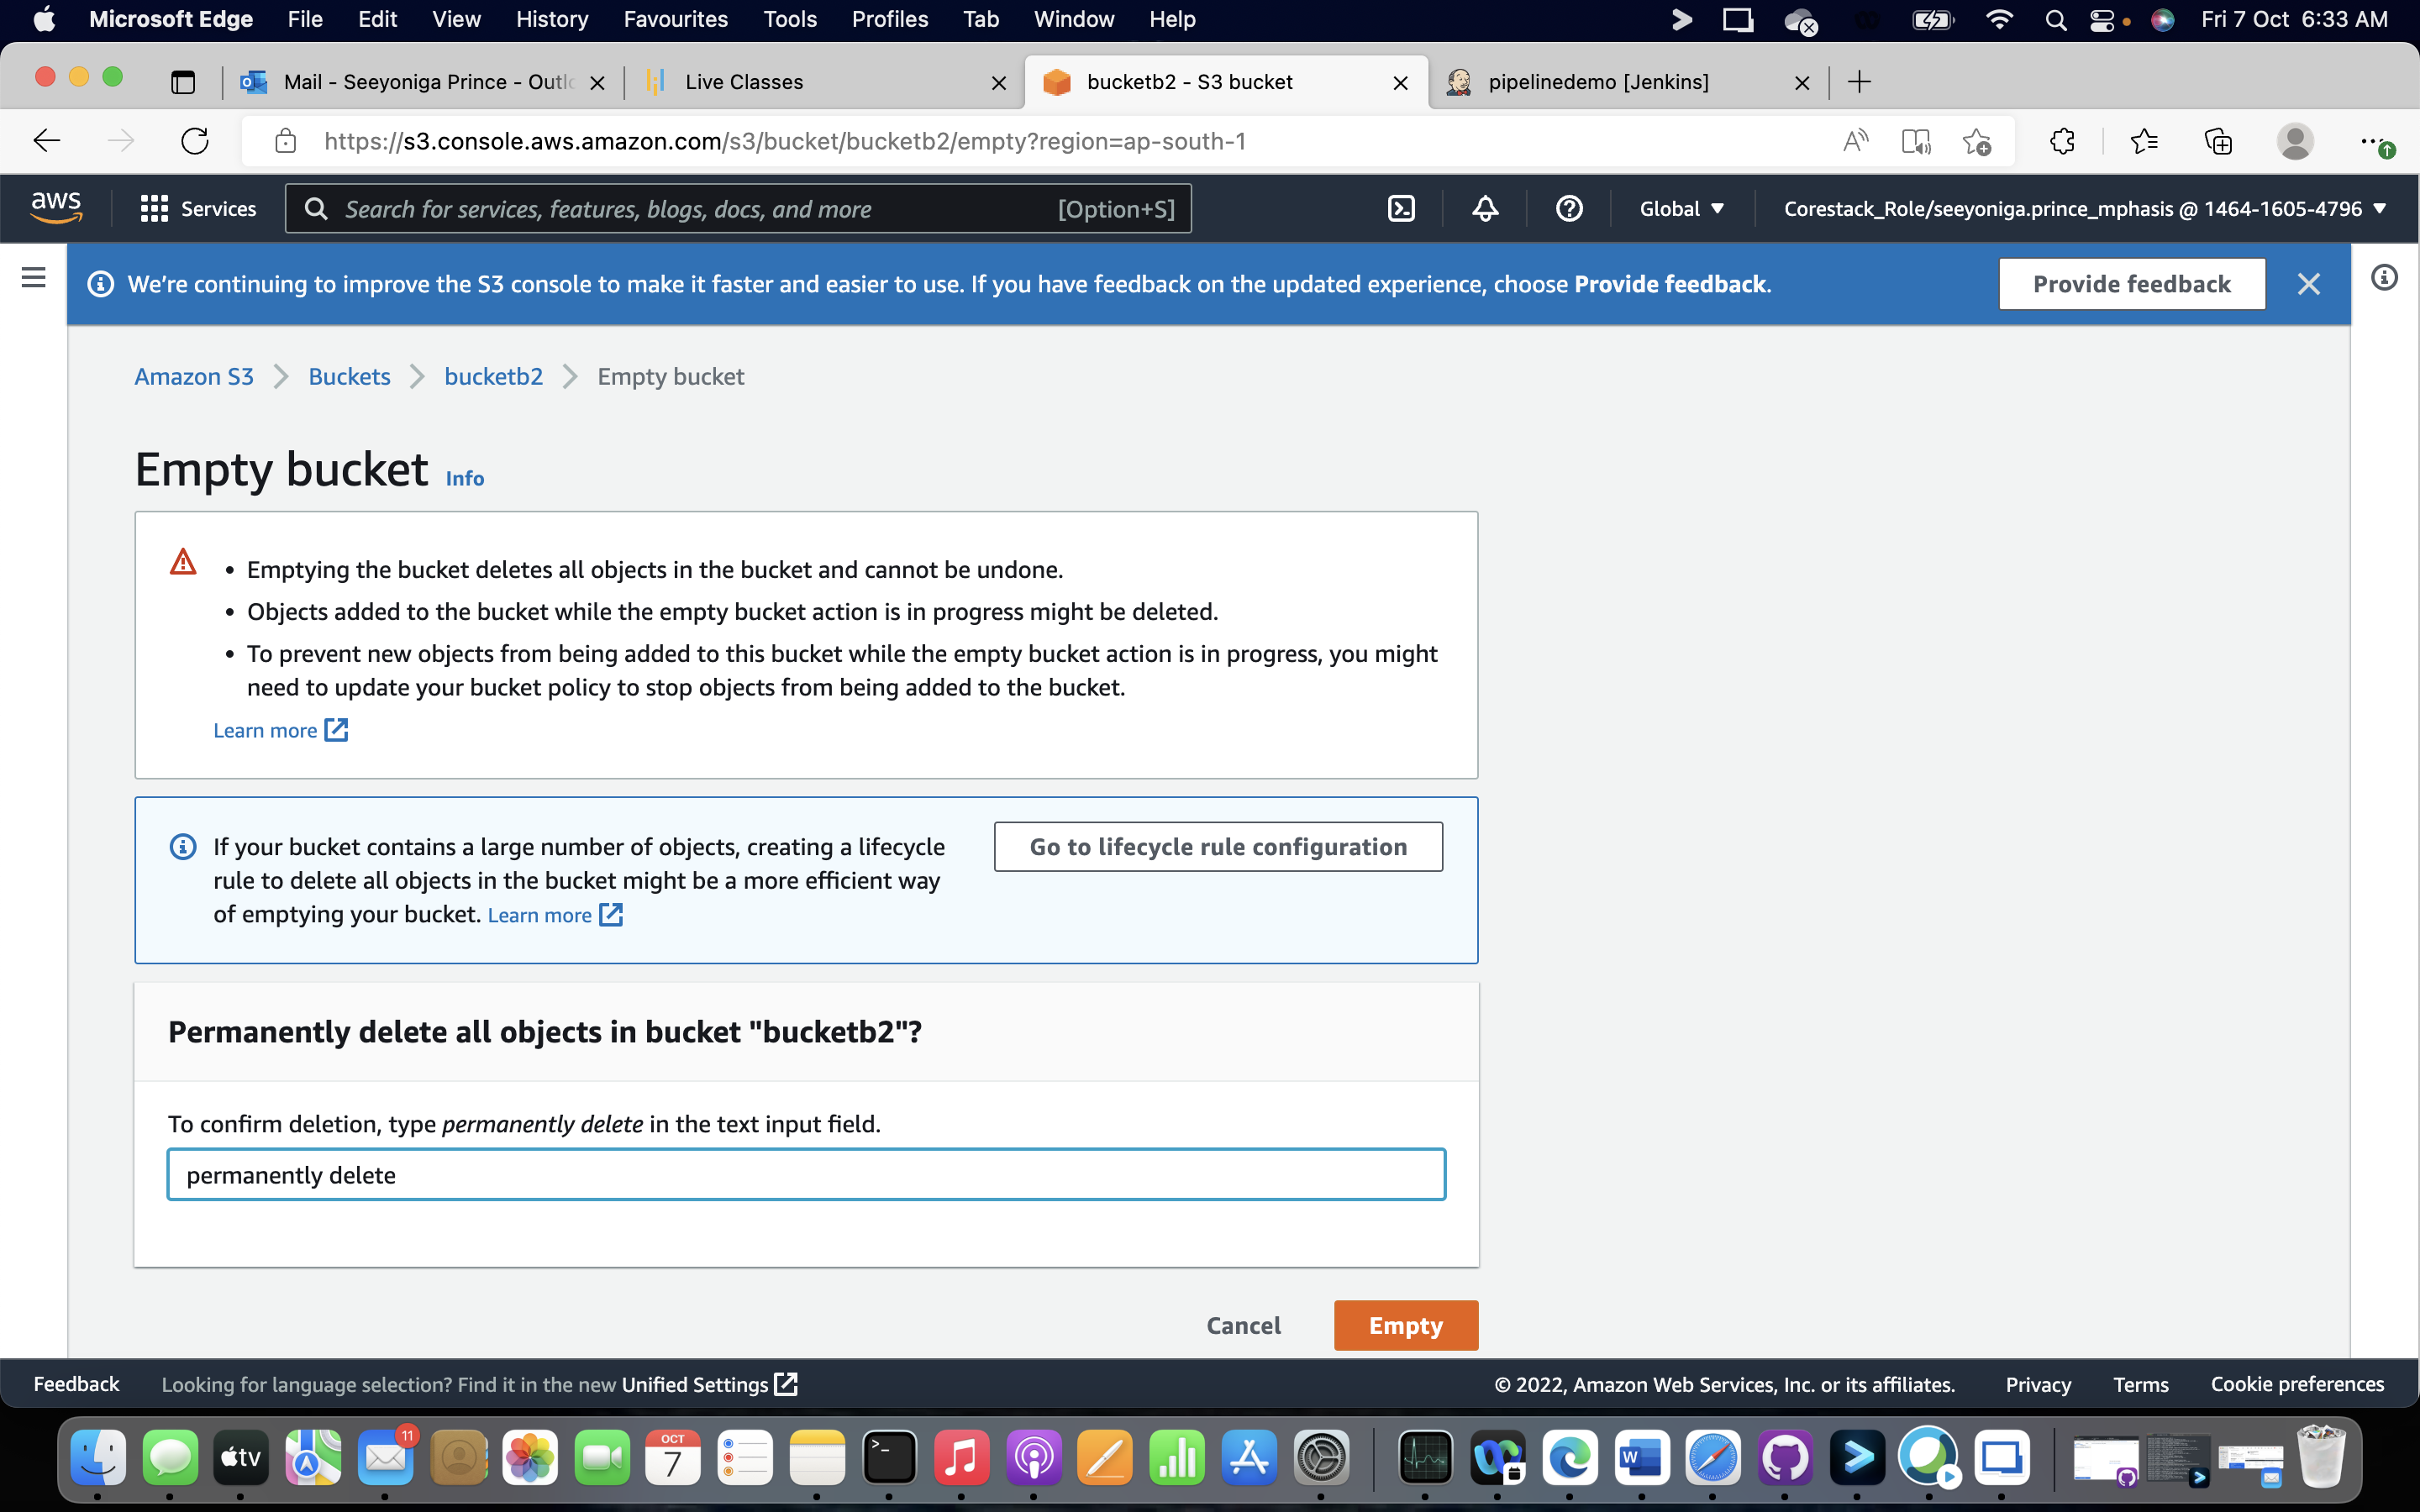 Microsoft Edge File Edit View History Favourites Tools Profiles Tab Window Help Fri 7 Oct 6:33 AM
Mail - Seeyoniga Prince - Outlo Live Classes bucketb2 - S3 bucket pipelinedemo [Jenkins]
https://s3.console.aws.amazon.com/s3/bucket/bucketb2/empty?region=ap-south-1
aws Services Search for services, features, blogs, docs, and more [Option+S] Global Corestack_Role/seeyoniga.prince_mphasis @ 1464-1605-4796
We're continuing to improve the S3 console to make it faster and easier to use. If you have feedback on the updated experience, choose Provide feedback. Provide feedback
Amazon S3 Buckets bucketb2 Empty bucket
Empty bucket Info
• Emptying the bucket deletes all objects in the bucket and cannot be undone.
• Objects added to the bucket while the empty bucket action is in progress might be deleted.
• To prevent new objects from being added to this bucket while the empty bucket action is in progress, you might
need to update your bucket policy to stop objects from being added to the bucket.
Learn more
If your bucket contains a large number of objects, creating a lifecycle
rule to delete all objects in the bucket might be a more efficient way
of emptying your bucket. Learn more
Go to lifecycle rule configuration
Permanently delete all objects in bucket "bucketb2"?
To confirm deletion, type permanently delete in the text input field.
permanently delete
Cancel Empty
Feedback Looking for language selection? Find it in the new Unified Settings © 2022, Amazon Web Services, Inc. or its affiliates. Privacy Terms Cookie preferences
tv 11 OCT 7 W